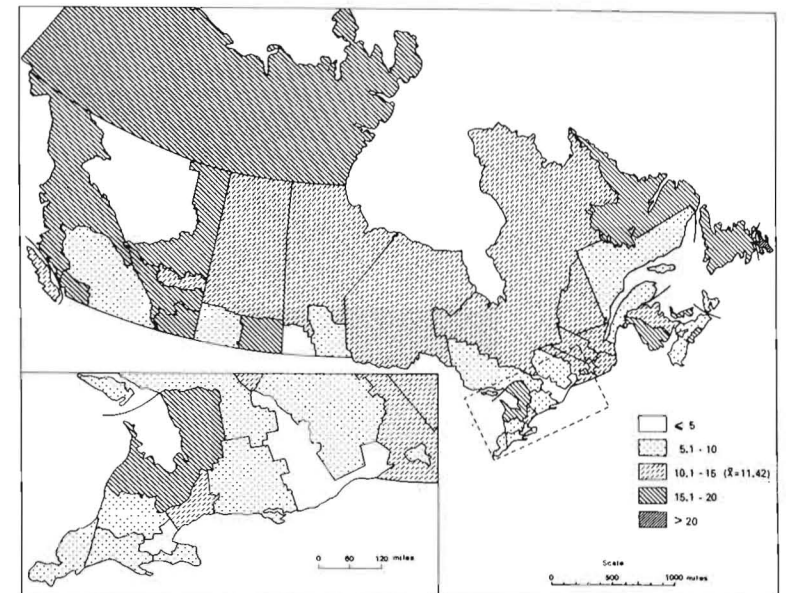 ≤ 5
5.1 - 10
10.1 - 15 (x̄=11.42)
15.1 - 20
> 20
0 60 120 miles
Scale
0 500 1000 miles